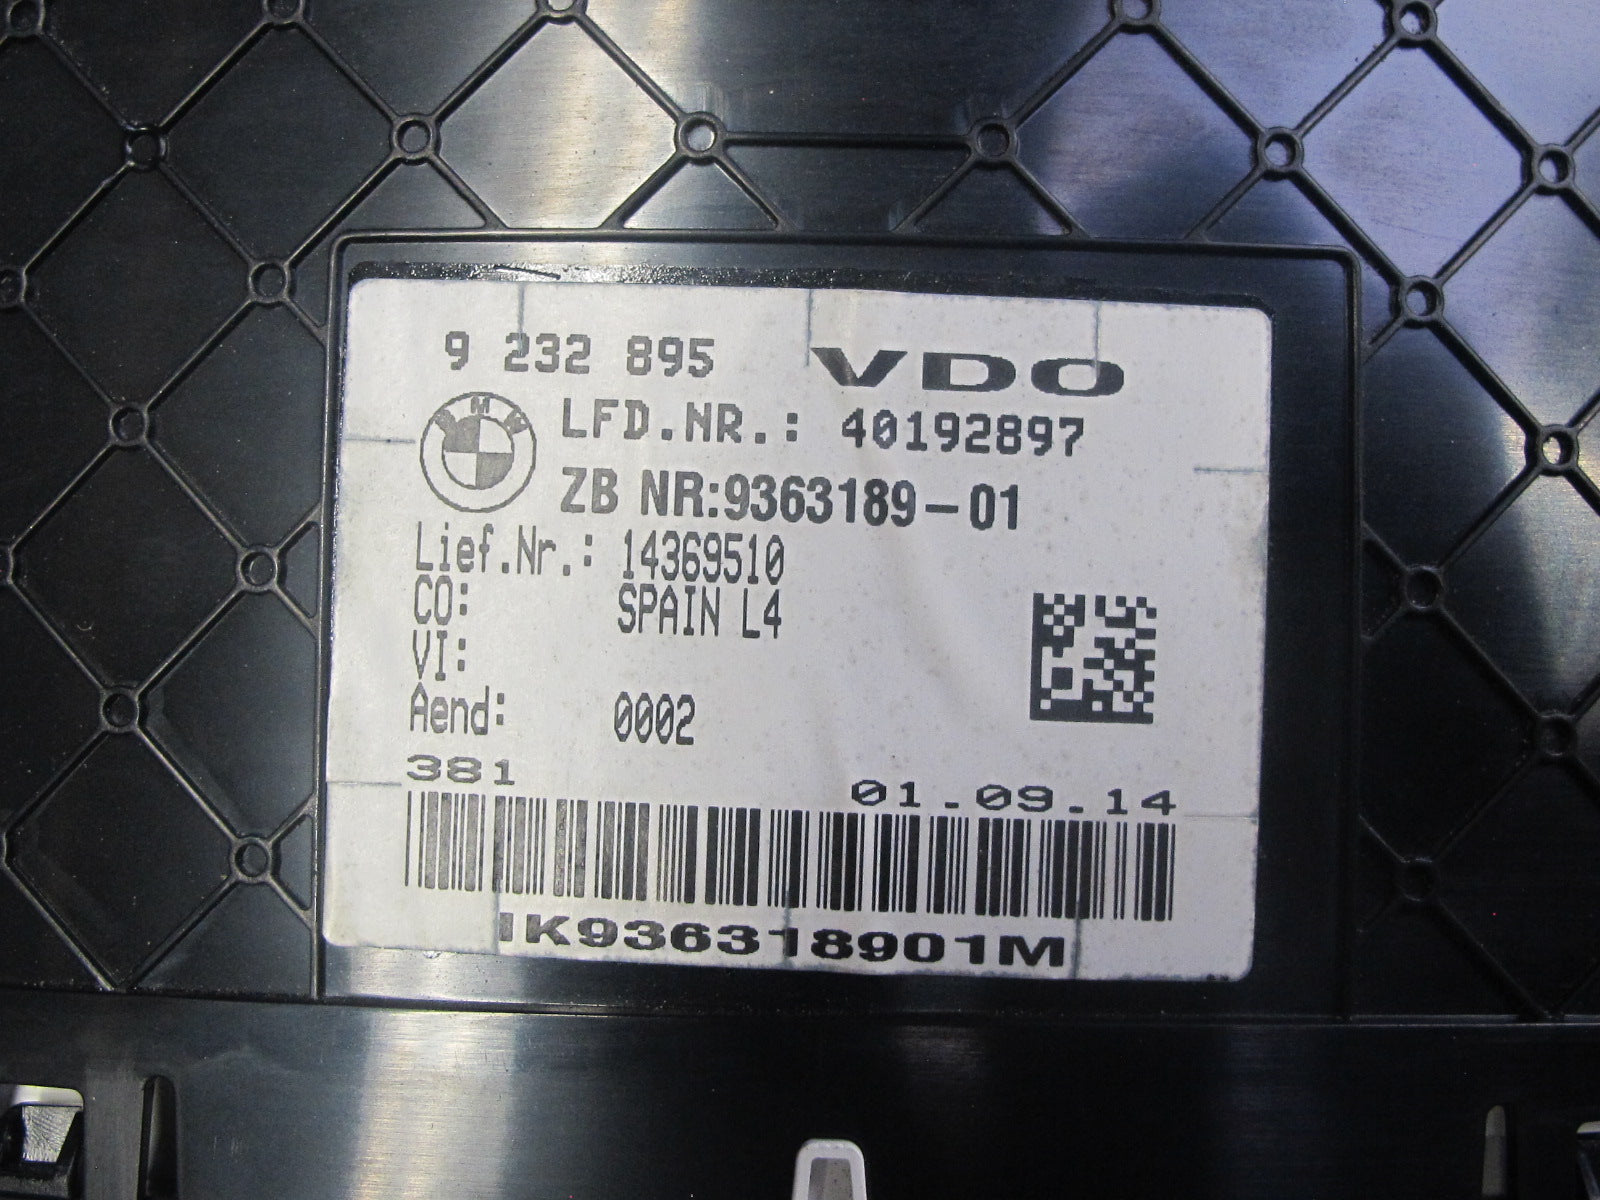 9 232 895 VDO
BMW
LFD.NR.: 40192897
ZB NR:9363189-01
Lief.Nr.: 14369510
CO: SPAIN L4
VI:
Aend: 0002
381 01.09.14
1K936318901M